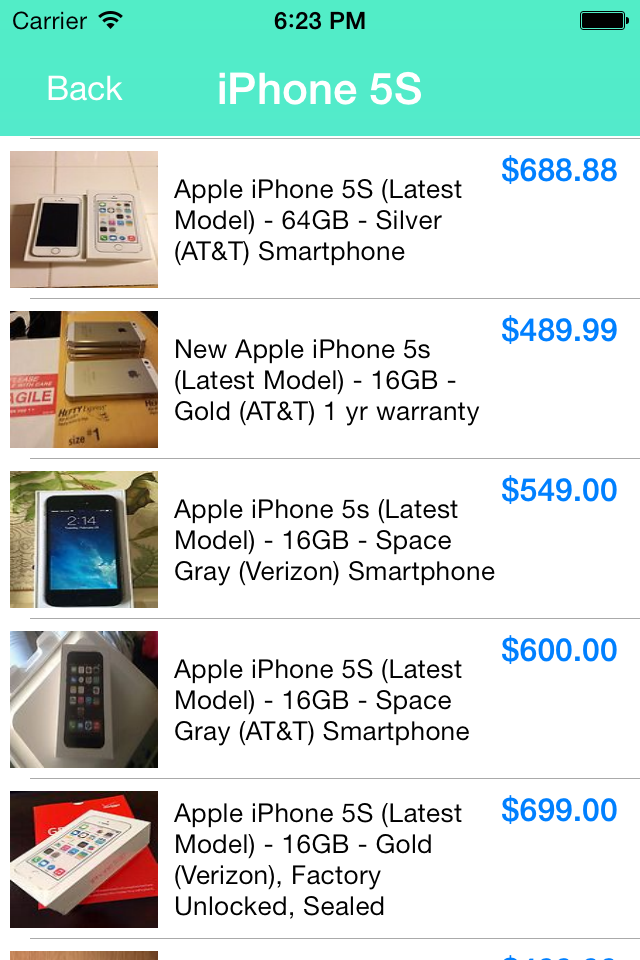 Carrier 6:23 PM
Back iPhone 5S
$688.88
Apple iPhone 5S (Latest
Model) - 64GB - Silver
(AT&T) Smartphone
$489.99
New Apple iPhone 5s
(Latest Model) - 16GB -
Gold (AT&T) 1 yr warranty
AGILE
size #1
$549.00
2:14
Apple iPhone 5s (Latest
Model) - 16GB - Space
Gray (Verizon) Smartphone
$600.00
Apple iPhone 5S (Latest
Model) - 16GB - Space
Gray (AT&T) Smartphone
$699.00
Apple iPhone 5S (Latest
Model) - 16GB - Gold
(Verizon), Factory
Unlocked, Sealed